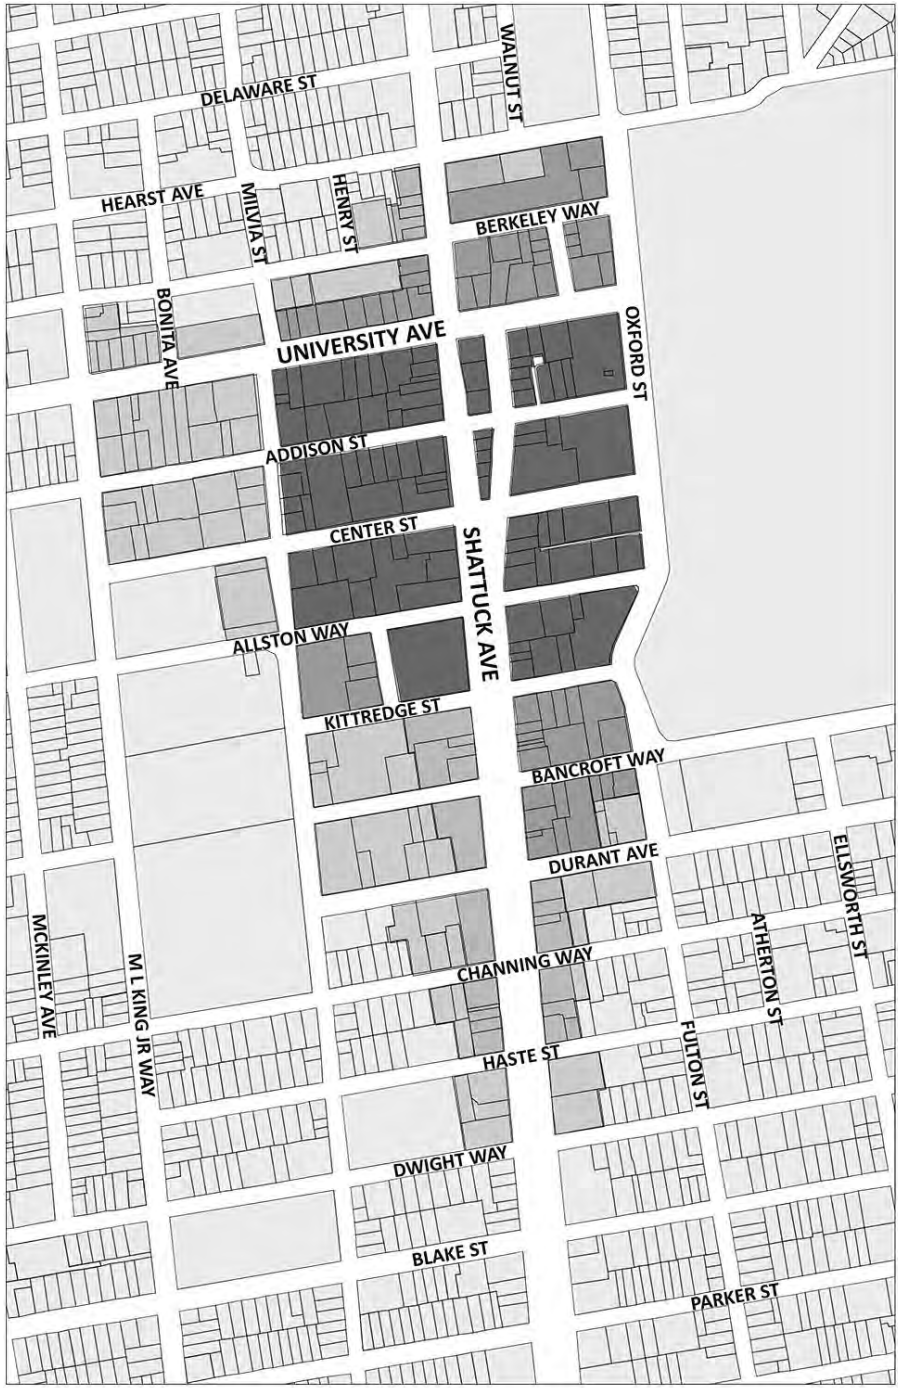 WALNUT ST
DELAWARE ST
HEARST AVE
MILVIA ST
HENRY ST
BERKELEY WAY
BONITA AVE
UNIVERSITY AVE
OXFORD ST
ADDISON ST
CENTER ST
SHATTUCK AVE
ALLSTON WAY
KITTREDGE ST
BANCROFT WAY
DURANT AVE
ELLSWORTH ST
MCKINLEY AVE
M L KING JR WAY
CHANNING WAY
ATHERTON ST
HASTE ST
FULTON ST
DWIGHT WAY
BLAKE ST
PARKER ST